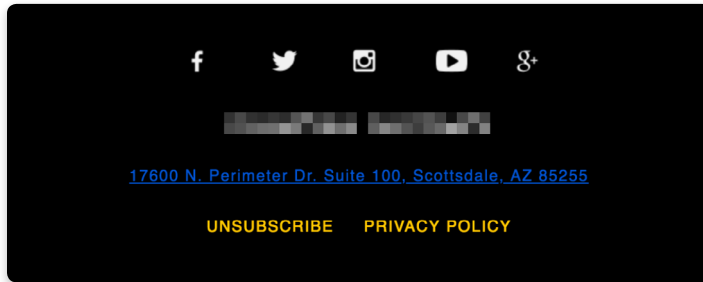 17600 N. Perimeter Dr. Suite 100, Scottsdale, AZ 85255
UNSUBSCRIBE PRIVACY POLICY